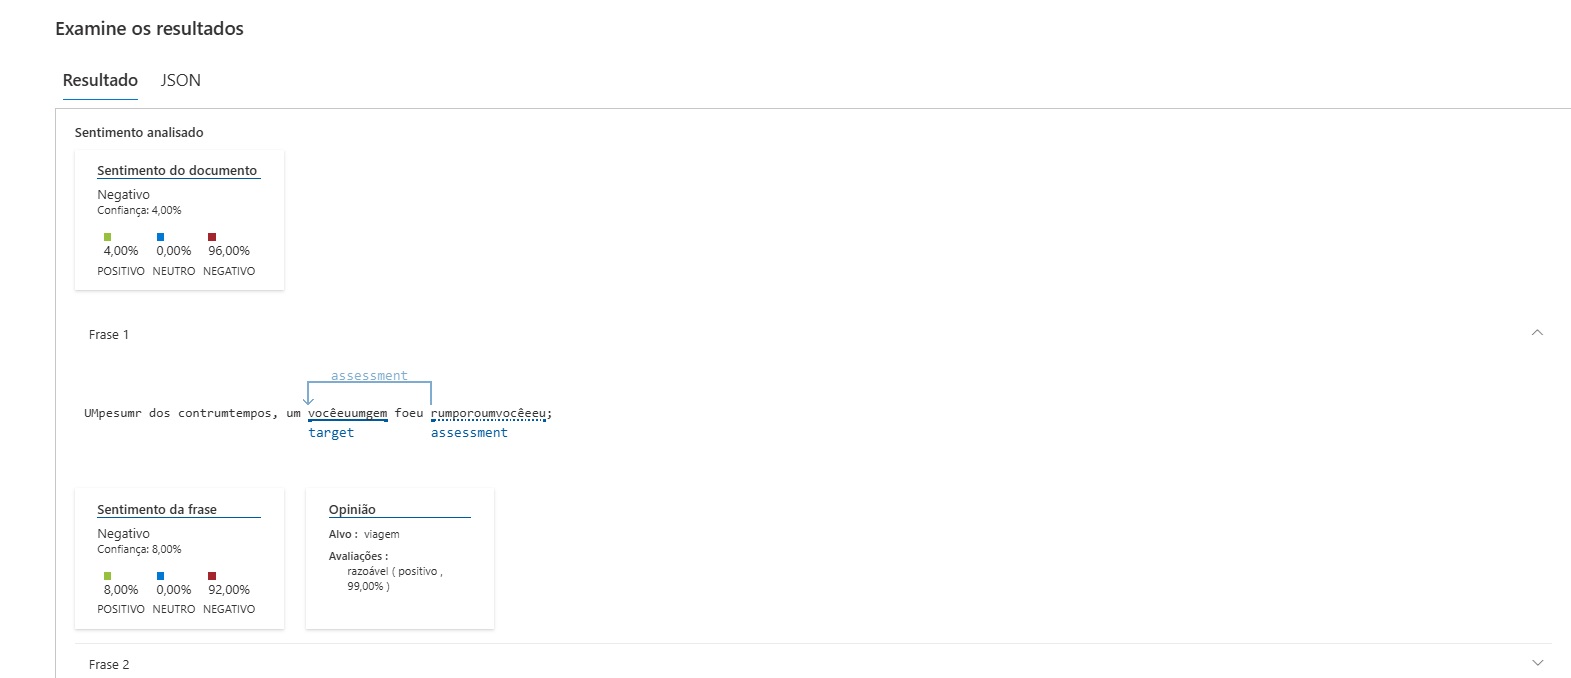 Examine os resultados
Resultado JSON
Sentimento analisado
Sentimento do documento
Negativo
Confiança: 4,00%
4,00% 0,00% 96,00%
POSITIVO NEUTRO NEGATIVO
Frase 1
assessment
UMpesumr dos contrumtempos, um vocêeuumgem foeu rumporoumvocêeeu;
target assessment
Sentimento da frase
Negativo
Confiança: 8,00%
8,00% 0,00% 92,00%
POSITIVO NEUTRO NEGATIVO
Opinião
Alvo : viagem
Avaliações :
razoável ( positivo ,
99,00% )
Frase 2